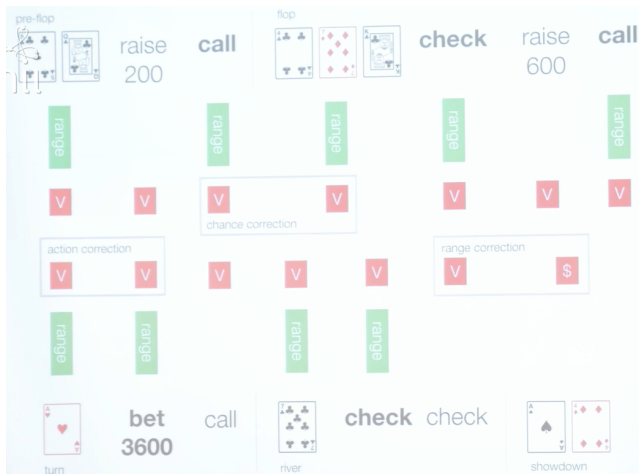 pre-flop
flop
raise
200
call
check
raise
600
call
range
range
range
range
range
V
V
V
V
V
V
V
chance correction
action correction
range correction
V
V
V
V
V
V
$
range
range
range
range
bet
3600
call
check
check
turn
river
showdown